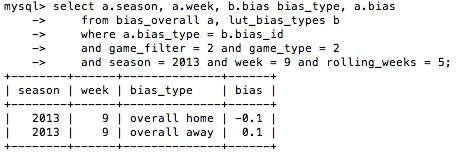 mysql> select a.season, a.week, b.bias bias_type, a.bias
    ->     from bias_overall a, lut_bias_types b
    ->     where a.bias_type = b.bias_id
    ->     and game_filter = 2 and game_type = 2
    ->     and season = 2013 and week = 9 and rolling_weeks = 5;
+--------+------+--------------+------+
| season | week | bias_type    | bias |
+--------+------+--------------+------+
|   2013 |    9 | overall home | -0.1 |
|   2013 |    9 | overall away |  0.1 |
+--------+------+--------------+------+